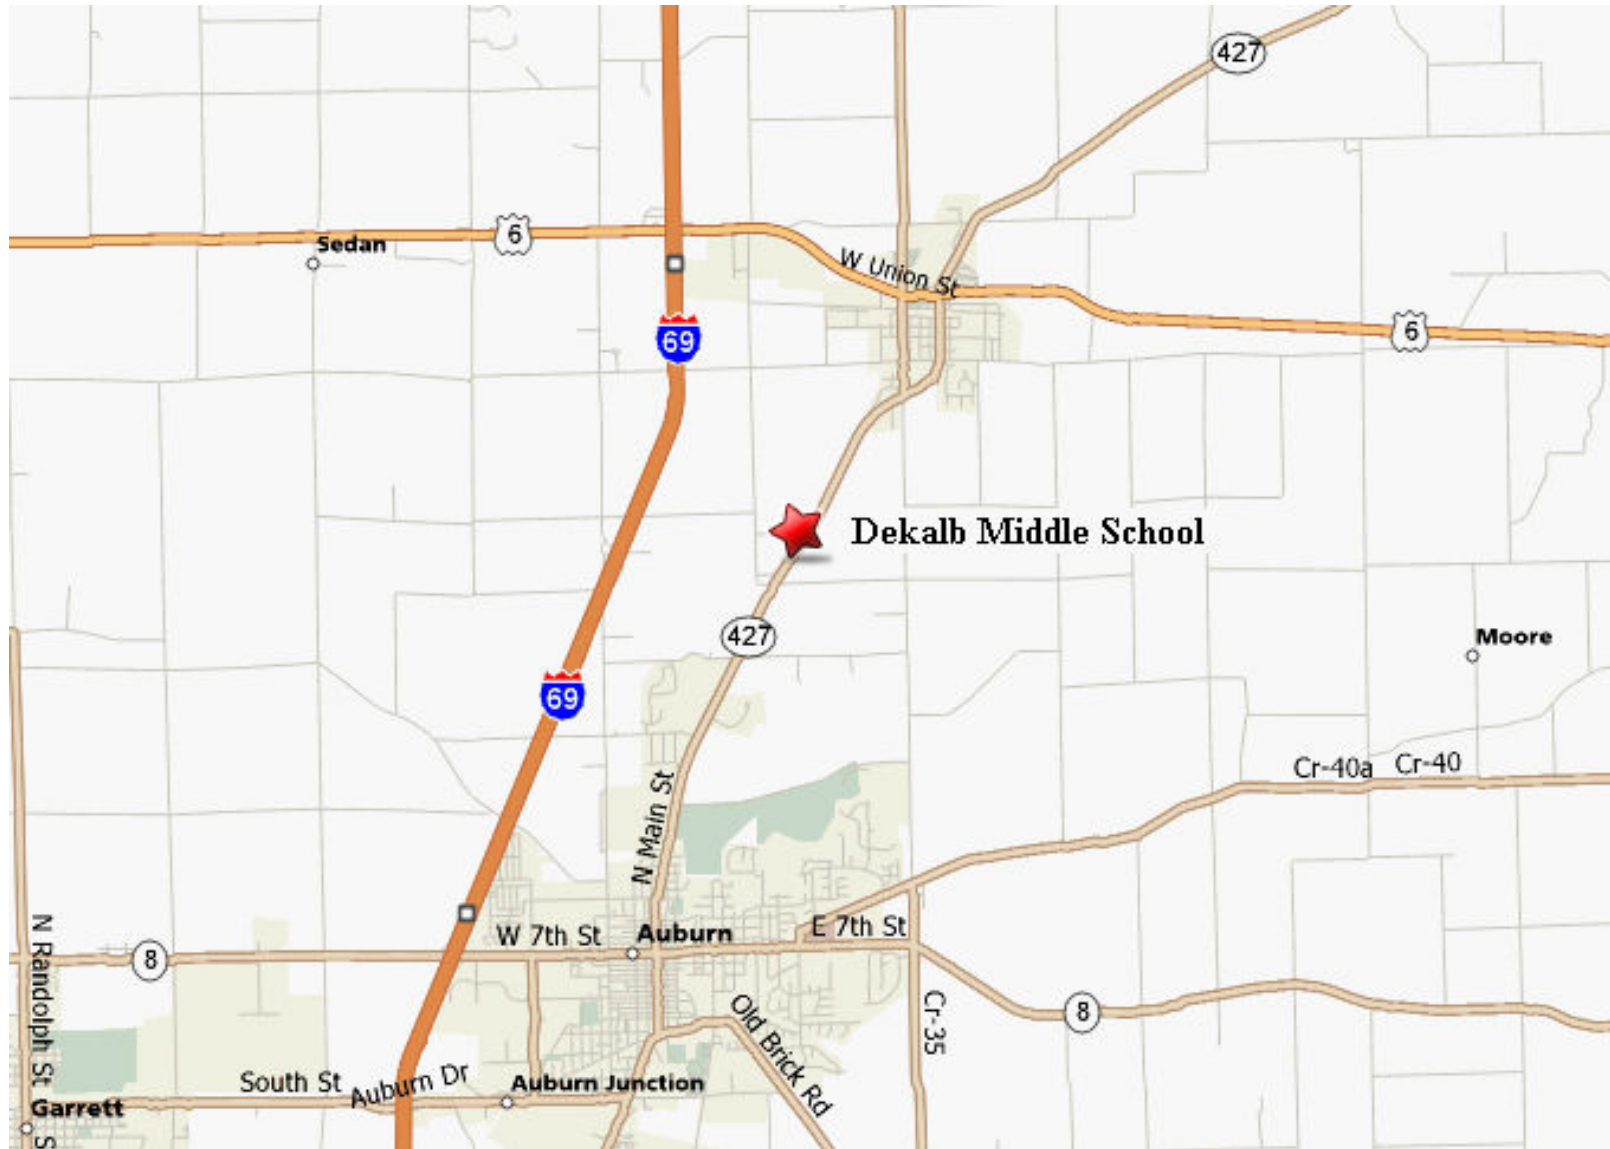 427
6
Sedan
W Union St
69
6
Dekalb Middle School
427
Moore
69
Cr-40a
Cr-40
N Main St
N Randolph St
W 7th St
Auburn
E 7th St
8
8
Cr-35
Old Brick Rd
South St
Auburn Dr
Auburn Junction
Garrett
S